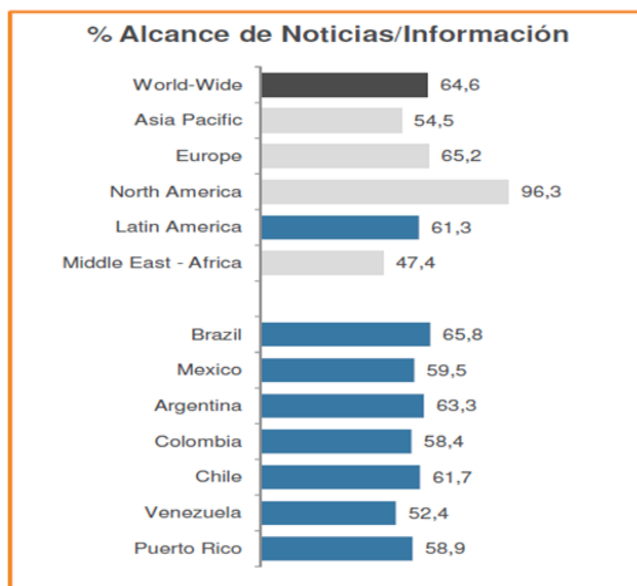 % Alcance de Noticias/Información
World-Wide 64,6
Asia Pacific 54,5
Europe 65,2
North America 96,3
Latin America 61,3
Middle East - Africa 47,4
Brazil 65,8
Mexico 59,5
Argentina 63,3
Colombia 58,4
Chile 61,7
Venezuela 52,4
Puerto Rico 58,9